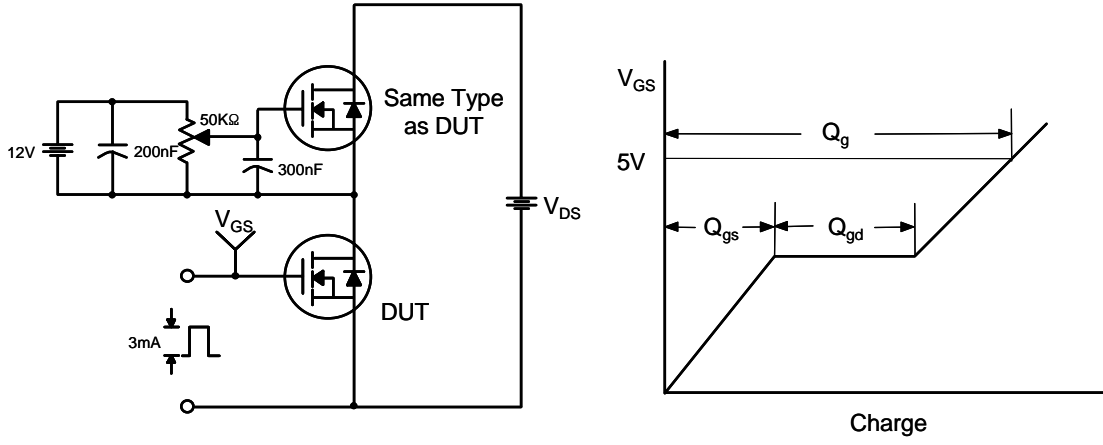 12V
200nF
50KΩ
300nF
Same Type
as DUT
V_DS
V_GS
DUT
3mA
V_GS
5V
Q_g
Q_gs
Q_gd
Charge